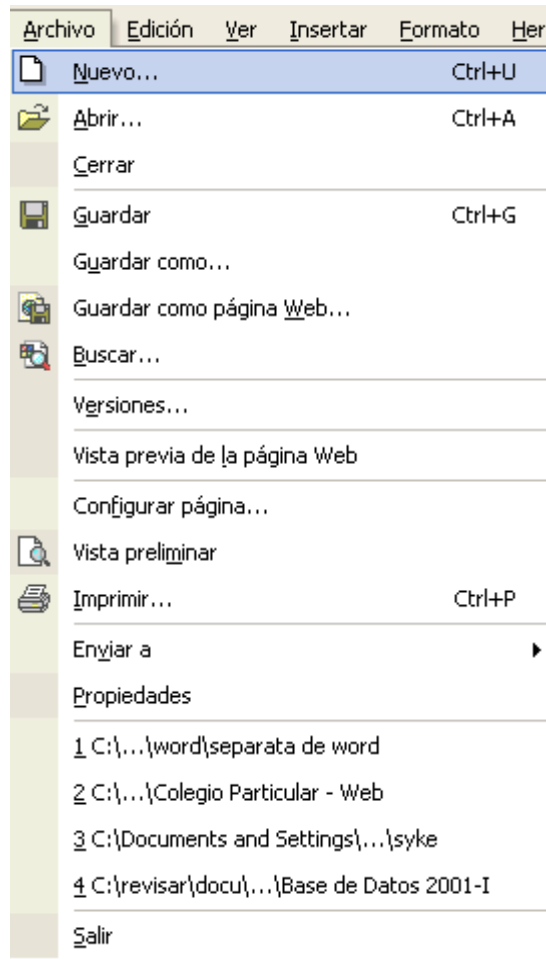 Archivo Edición Ver Insertar Formato Her
Nuevo... Ctrl+U
Abrir... Ctrl+A
Cerrar
Guardar Ctrl+G
Guardar como...
Guardar como página Web...
Buscar...
Versiones...
Vista previa de la página Web
Configurar página...
Vista preliminar
Imprimir... Ctrl+P
Enviar a
Propiedades
1 C:\...\word\separata de word
2 C:\...\Colegio Particular - Web
3 C:\Documents and Settings\...\syke
4 C:\revisar\docu\...\Base de Datos 2001-I
Salir